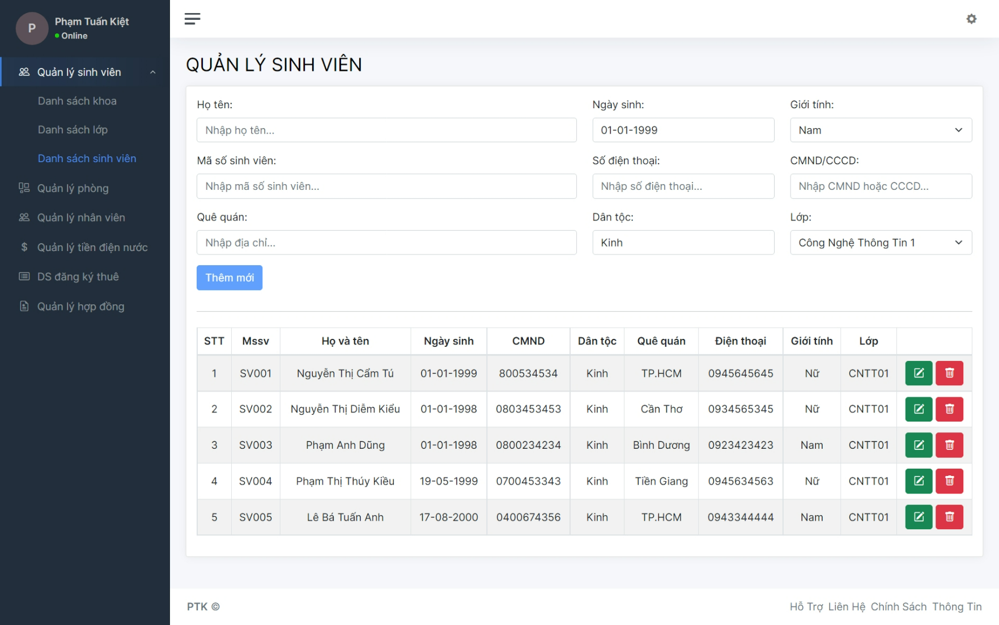 P
Phạm Tuấn Kiệt
Online
Quản lý sinh viên
Danh sách khoa
Danh sách lớp
Danh sách sinh viên
Quản lý phòng
Quản lý nhân viên
$ Quản lý tiền điện nước
DS đăng ký thuê
Quản lý hợp đồng
QUẢN LÝ SINH VIÊN
Họ tên: Ngày sinh: Giới tính:
Nhập họ tên... 01-01-1999 Nam
Mã số sinh viên: Số điện thoại: CMND/CCCD:
Nhập mã số sinh viên... Nhập số điện thoại... Nhập CMND hoặc CCCD...
Quê quán: Dân tộc: Lớp:
Nhập địa chỉ... Kinh Công Nghệ Thông Tin 1
Thêm mới
STT Mssv Họ và tên Ngày sinh CMND Dân tộc Quê quán Điện thoại Giới tính Lớp
1 SV001 Nguyễn Thị Cẩm Tú 01-01-1999 800534534 Kinh TP.HCM 0945645645 Nữ CNTT01
2 SV002 Nguyễn Thị Diễm Kiểu 01-01-1998 0803453453 Kinh Cần Thơ 0934565345 Nữ CNTT01
3 SV003 Phạm Anh Dũng 01-01-1998 0800234234 Kinh Bình Dương 0923423423 Nam CNTT01
4 SV004 Phạm Thị Thúy Kiều 19-05-1999 0700453343 Kinh Tiền Giang 0945634563 Nữ CNTT01
5 SV005 Lê Bá Tuấn Anh 17-08-2000 0400674356 Kinh TP.HCM 0943344444 Nam CNTT01
PTK © Hỗ Trợ Liên Hệ Chính Sách Thông Tin